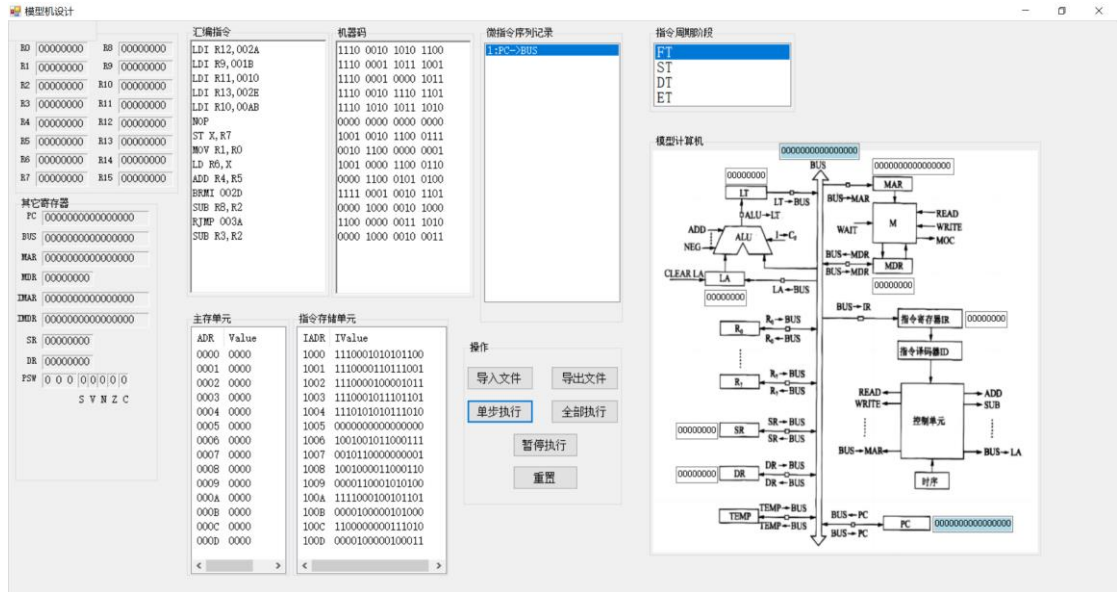 模型机设计
R0 00000000 R8 00000000
R1 00000000 R9 00000000
R2 00000000 R10 00000000
R3 00000000 R11 00000000
R4 00000000 R12 00000000
R5 00000000 R13 00000000
R6 00000000 R14 00000000
R7 00000000 R15 00000000
其它寄存器
PC 0000000000000000
BUS 0000000000000000
MAR 0000000000000000
MDR 00000000
IMAR 0000000000000000
IMDR 0000000000000000
SR 00000000
DR 00000000
PSW 0 0 0 0 0 0 0 0
S V N Z C
汇编指令
LDI R12,002A
LDI R9,001B
LDI R11,0010
LDI R13,002E
LDI R10,00AB
NOP
ST X,R7
MOV R1,R0
LD R6,X
ADD R4,R5
BRMI 002D
SUB R8,R2
RJMP 003A
SUB R3,R2
机器码
1110 0010 1010 1100
1110 0001 1011 1001
1110 0001 0000 1011
1110 0010 1110 1101
1110 1010 1011 1010
0000 0000 0000 0000
1001 0010 1100 0111
0010 1100 0000 0001
1001 0000 1100 0110
0000 1100 0101 0100
1111 0001 0010 1101
0000 1000 0010 1000
1100 0000 0011 1010
0000 1000 0010 0011
微指令序列记录
1:PC->BUS
指令周期阶段
FT
ST
DT
ET
主存单元
ADR Value
0000 0000
0001 0000
0002 0000
0003 0000
0004 0000
0005 0000
0006 0000
0007 0000
0008 0000
0009 0000
000A 0000
000B 0000
000C 0000
000D 0000
指令存储单元
IADR IValue
1000 1110001010101100
1001 1110000110111001
1002 1110000100001011
1003 1110001011101101
1004 1110101010111010
1005 0000000000000000
1006 1001001011000111
1007 0010110000000001
1008 1001000011000110
1009 0000110001010100
100A 1111000100101101
100B 0000100000101000
100C 1100000000111010
100D 0000100000100011
操作
导入文件 导出文件
单步执行 全部执行
暂停执行
重置
模型计算机
0000000000000000
BUS
00000000
LT
LT→BUS
ALU→LT
ADD
NEG
ALU
1→C₀
CLEAR LA
LA
LA←BUS
00000000
R₀→BUS
R₀
R₀←BUS
R₇→BUS
R₇
R₇←BUS
00000000 SR
SR→BUS
SR←BUS
00000000 DR
DR→BUS
DR←BUS
TEMP
TEMP→BUS
TEMP←BUS
0000000000000000
MAR
BUS→MAR
WAIT
M
READ
WRITE
MOC
BUS←MDR
BUS→MDR
MDR
00000000
BUS→IR
指令寄存器IR 00000000
指令译码器ID
READ
WRITE
控制单元
ADD
SUB
BUS→MAR
BUS→LA
时序
BUS←PC
BUS→PC
PC 0000000000000000